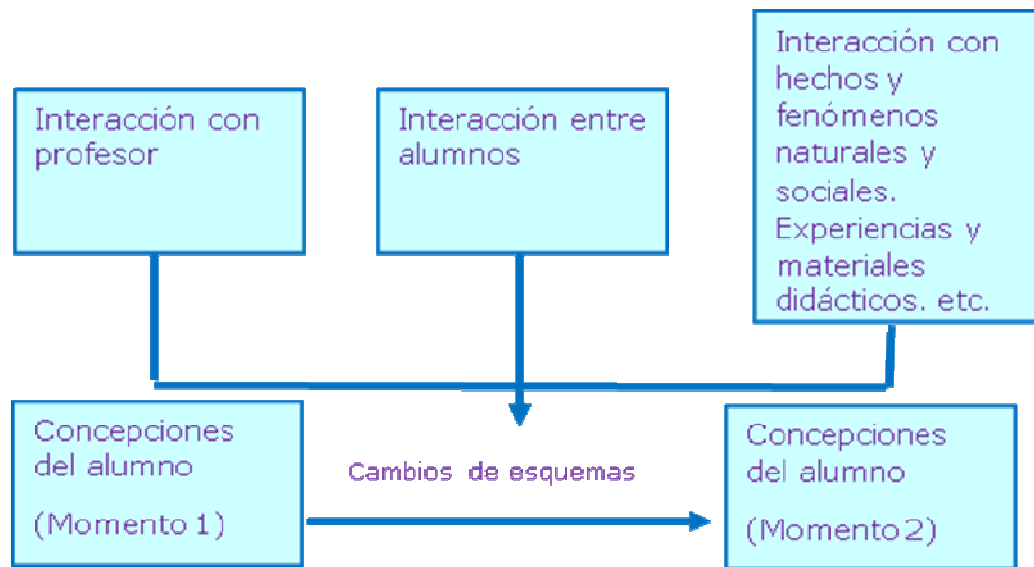 Interacción con
profesor
Interacción entre
alumnos
Interacción con
hechos y
fenómenos
naturales y
sociales.
Experiencias y
materiales
didácticos. etc.
Concepciones
del alumno
(Momento 1)
Cambios de esquemas
Concepciones
del alumno
(Momento 2)